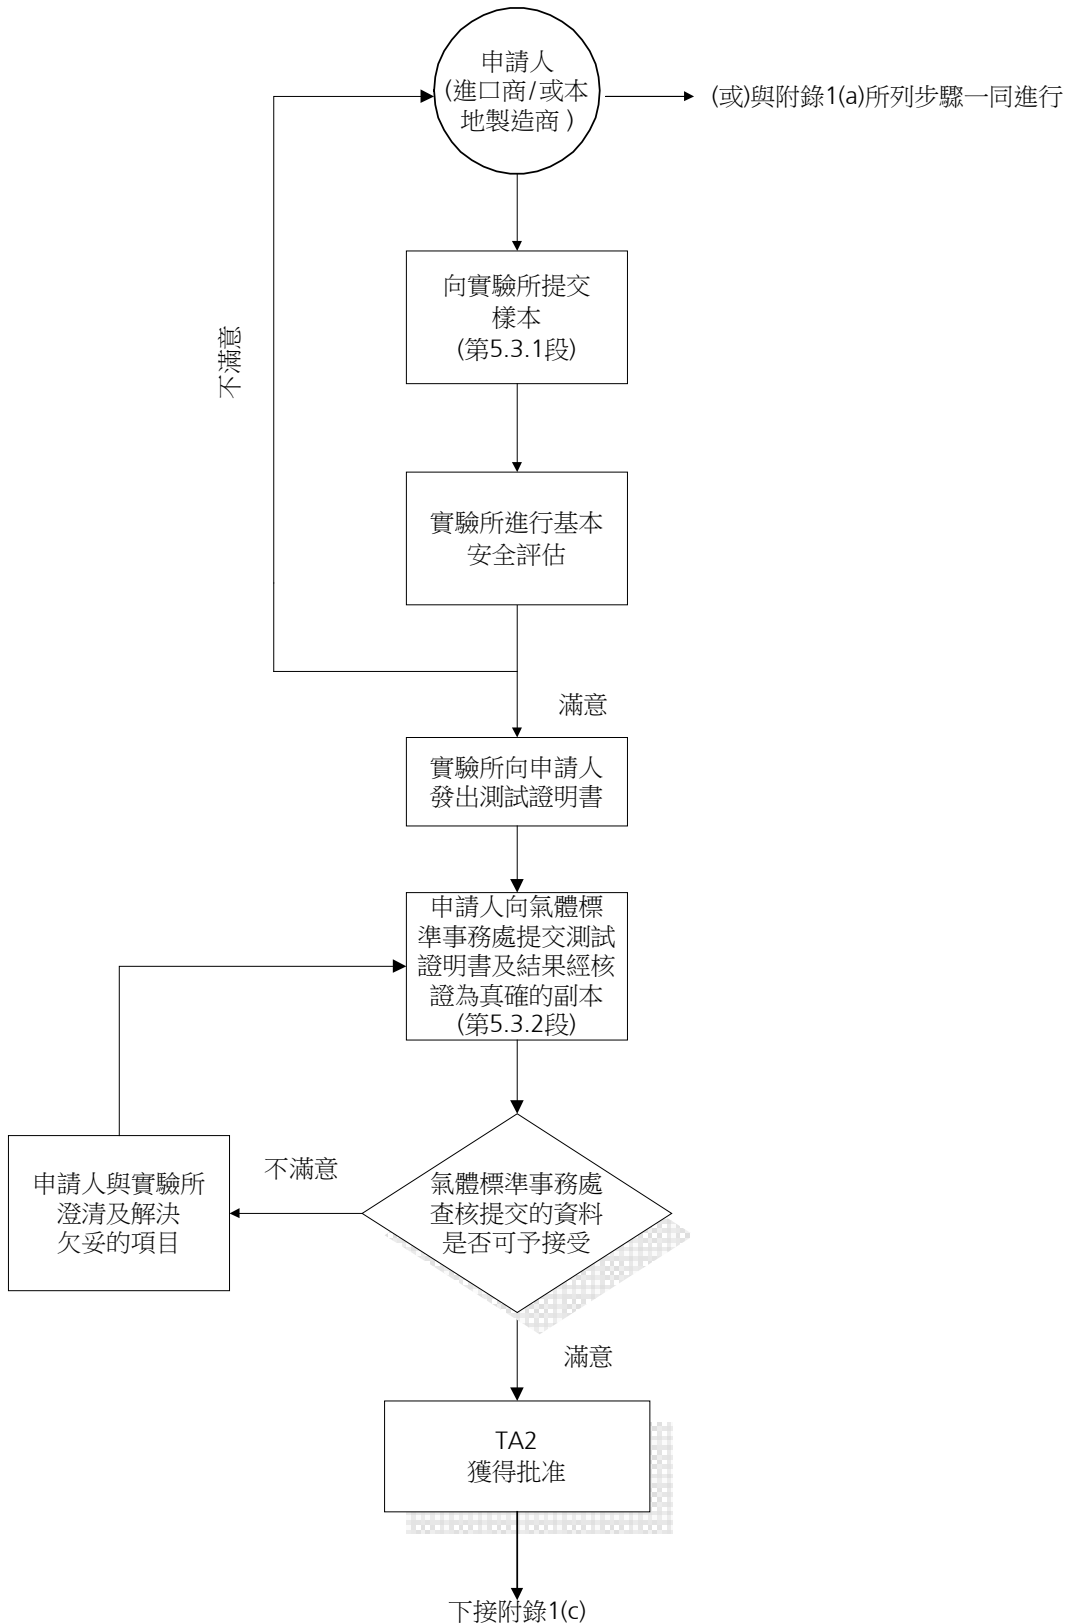 申請人
(進口商/或本
地製造商 )
(或)與附錄1(a)所列步驟一同進行
向實驗所提交
樣本
(第5.3.1段)
不滿意
實驗所進行基本
安全評估
滿意
實驗所向申請人
發出測試證明書
申請人向氣體標
準事務處提交測試
證明書及結果經核
證為真確的副本
(第5.3.2段)
申請人與實驗所
澄清及解決
欠妥的項目
不滿意
氣體標準事務處
查核提交的資料
是否可予接受
滿意
TA2
獲得批准
下接附錄1(c)